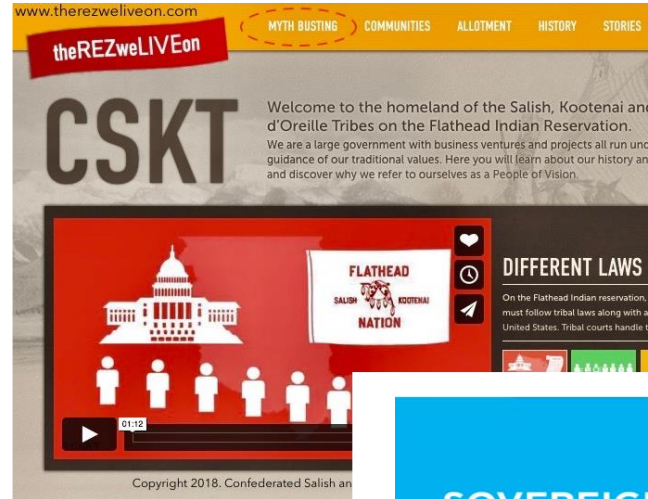 www.therezweliveon.com
theREZweLIVEon
MYTH BUSTING COMMUNITIES ALLOTMENT HISTORY STORIES
CSKT
Welcome to the homeland of the Salish, Kootenai and
d'Oreille Tribes on the Flathead Indian Reservation.
We are a large government with business ventures and projects all run und
guidance of our traditional values. Here you will learn about our history an
and discover why we refer to ourselves as a People of Vision.
FLATHEAD
SALISH KOOTENAI
NATION
DIFFERENT LAWS
On the Flathead Indian reservation,
must follow tribal laws along with a
United States. Tribal courts handle t
01:12
Copyright 2018. Confederated Salish an
SOVEREIG